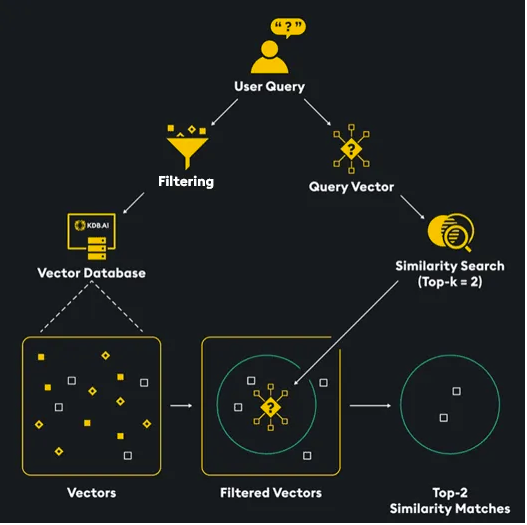 “?”
User Query
Filtering
?
Query Vector
KDB.AI
Vector Database
Similarity Search
(Top-k = 2)
?
Vectors
Filtered Vectors
Top-2
Similarity Matches